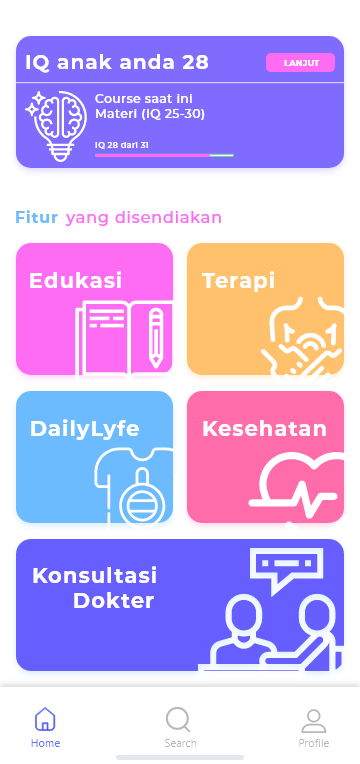 IQ anak anda 28
LANJUT
Course saat ini
Materi (IQ 25-30)
IQ 28 dari 31
Fitur yang disendiakan
Edukasi
Terapi
DailyLyfe
Kesehatan
Konsultasi
Dokter
Home
Search
Profile